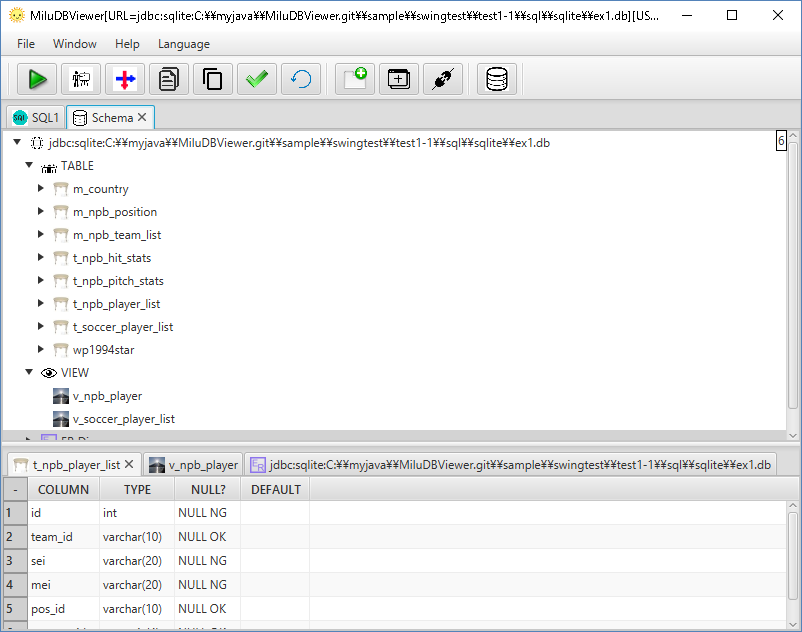 MiluDBViewer[URL=jdbc:sqlite:C:¥¥myjava¥¥MiluDBViewer.git¥¥sample¥¥swingtest¥¥test1-1¥¥sql¥¥sqlite¥¥ex1.db][US...
File Window Help Language
SQL SQL1 Schema
jdbc:sqlite:C:¥¥myjava¥¥MiluDBViewer.git¥¥sample¥¥swingtest¥¥test1-1¥¥sql¥¥sqlite¥¥ex1.db 6
TABLE
m_country
m_npb_position
m_npb_team_list
t_npb_hit_stats
t_npb_pitch_stats
t_npb_player_list
t_soccer_player_list
wp1994star
VIEW
v_npb_player
v_soccer_player_list
t_npb_player_list v_npb_player ER jdbc:sqlite:C:¥¥myjava¥¥MiluDBViewer.git¥¥sample¥¥swingtest¥¥test1-1¥¥sql¥¥sqlite¥¥ex1.db
- COLUMN TYPE NULL? DEFAULT
1 id int NULL NG
2 team_id varchar(10) NULL OK
3 sei varchar(20) NULL NG
4 mei varchar(20) NULL NG
5 pos_id varchar(10) NULL OK